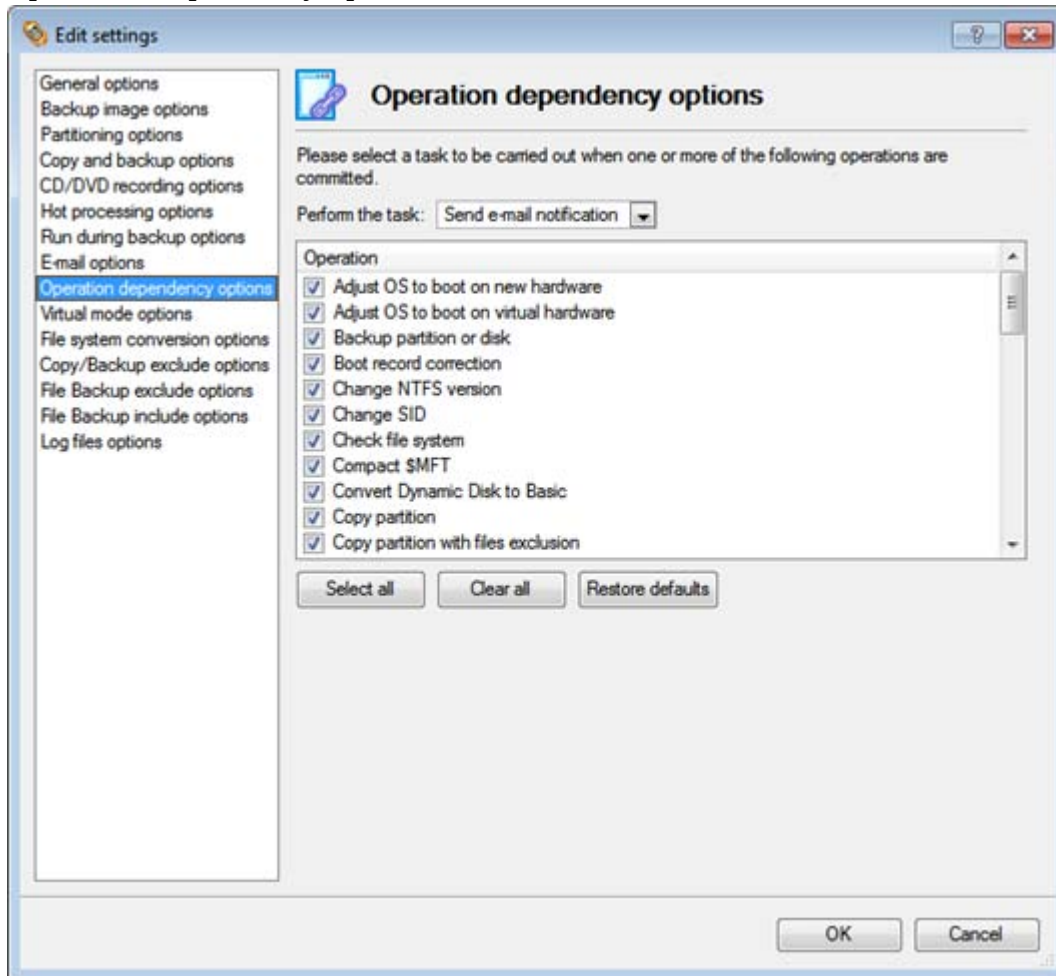 Edit settings
General options
Backup image options
Partitioning options
Copy and backup options
CD/DVD recording options
Hot processing options
Run during backup options
E-mail options
Operation dependency options
Virtual mode options
File system conversion options
Copy/Backup exclude options
File Backup exclude options
File Backup include options
Log files options
Operation dependency options
Please select a task to be carried out when one or more of the following operations are
committed.
Perform the task: Send e-mail notification
Operation
Adjust OS to boot on new hardware
Adjust OS to boot on virtual hardware
Backup partition or disk
Boot record correction
Change NTFS version
Change SID
Check file system
Compact $MFT
Convert Dynamic Disk to Basic
Copy partition
Copy partition with files exclusion
Select all Clear all Restore defaults
OK Cancel